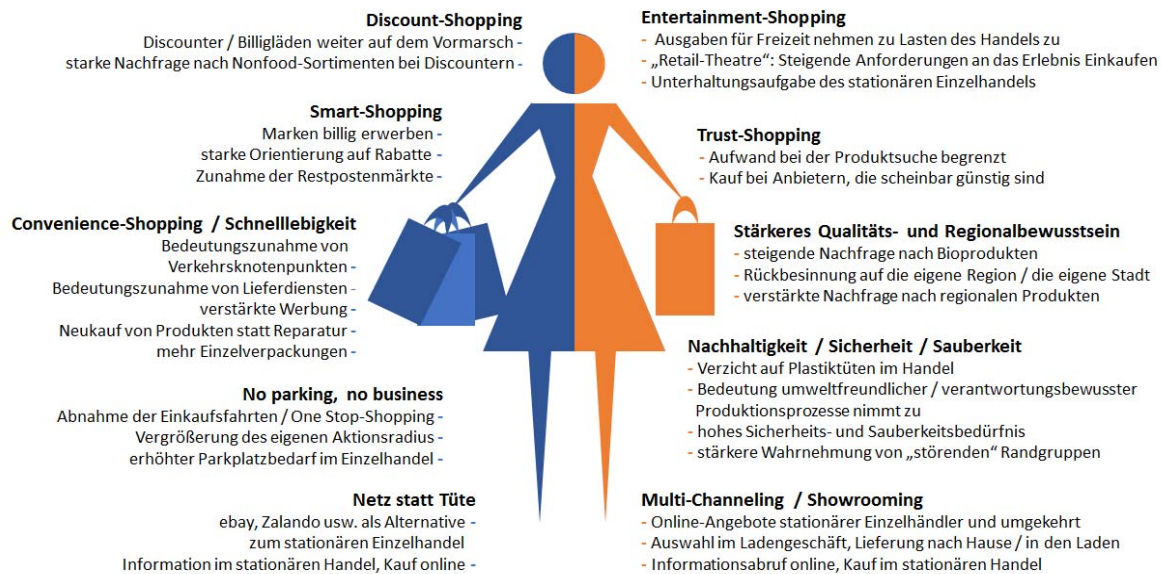 Discount-Shopping
Discounter / Billigläden weiter auf dem Vormarsch -
starke Nachfrage nach Nonfood-Sortimenten bei Discountern -
Smart-Shopping
Marken billig erwerben -
starke Orientierung auf Rabatte -
Zunahme der Restpostenmärkte -
Convenience-Shopping / Schnelllebigkeit
Bedeutungszunahme von
Verkehrsknotenpunkten -
Bedeutungszunahme von Lieferdiensten -
verstärkte Werbung -
Neukauf von Produkten statt Reparatur -
mehr Einzelverpackungen -
No parking, no business
Abnahme der Einkaufsfahrten / One Stop-Shopping -
Vergrößerung des eigenen Aktionsradius -
erhöhter Parkplatzbedarf im Einzelhandel -
Netz statt Tüte
ebay, Zalando usw. als Alternative -
zum stationären Einzelhandel
Information im stationären Handel, Kauf online -
Entertainment-Shopping
- Ausgaben für Freizeit nehmen zu Lasten des Handels zu
- „Retail-Theatre“: Steigende Anforderungen an das Erlebnis Einkaufen
- Unterhaltungsaufgabe des stationären Einzelhandels
Trust-Shopping
- Aufwand bei der Produktsuche begrenzt
- Kauf bei Anbietern, die scheinbar günstig sind
Stärkeres Qualitäts- und Regionalbewusstsein
- steigende Nachfrage nach Bioprodukten
- Rückbesinnung auf die eigene Region / die eigene Stadt
- verstärkte Nachfrage nach regionalen Produkten
Nachhaltigkeit / Sicherheit / Sauberkeit
- Verzicht auf Plastiktüten im Handel
- Bedeutung umweltfreundlicher / verantwortungsbewusster
Produktionsprozesse nimmt zu
- hohes Sicherheits- und Sauberkeitsbedürfnis
- stärkere Wahrnehmung von „störenden“ Randgruppen
Multi-Channeling / Showrooming
- Online-Angebote stationärer Einzelhändler und umgekehrt
- Auswahl im Ladengeschäft, Lieferung nach Hause / in den Laden
- Informationsabruf online, Kauf im stationären Handel